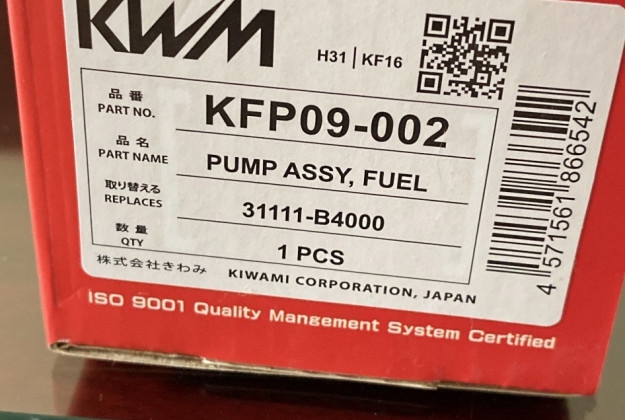 KWM
H31 | KF16
品番 KFP09-002
PART NO.
品名
PART NAME PUMP ASSY, FUEL
取り替える
REPLACES 31111-B4000
数量
QTY 1 PCS
株式会社きわみ KIWAMI CORPORATION, JAPAN
ISO 9001 Quality Mangement System Certified
4 571561 866542